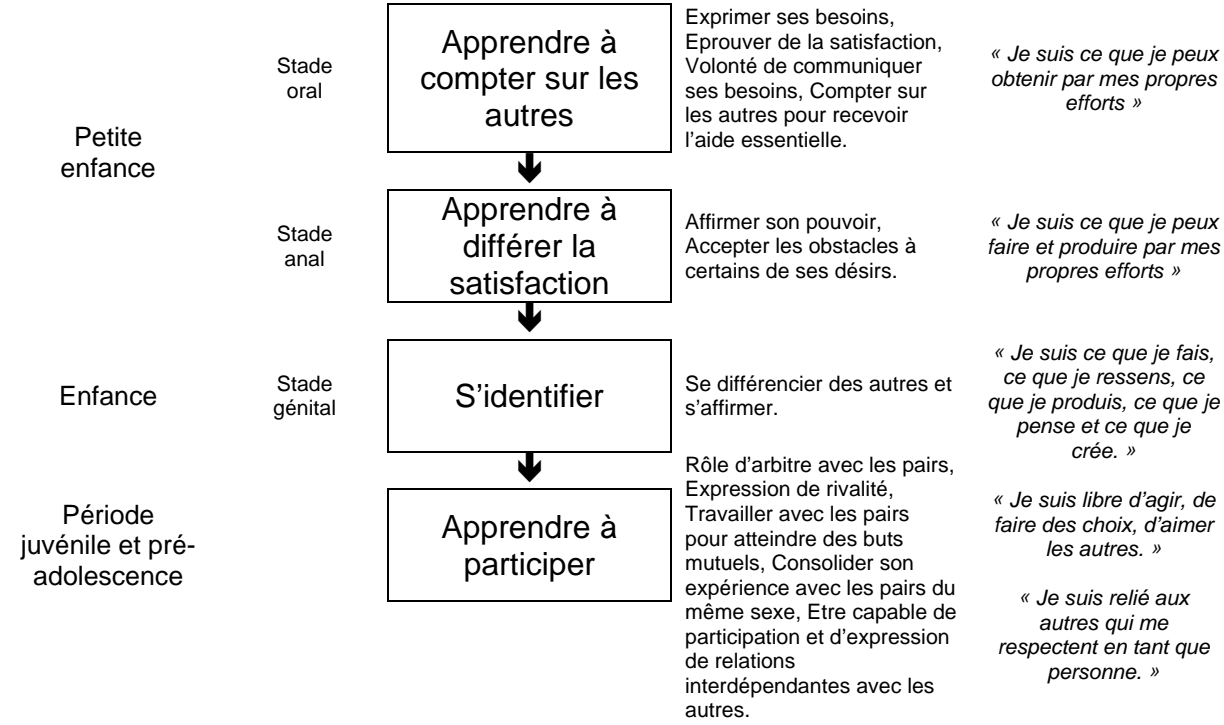 Petite
enfance
Stade
oral
Apprendre à
compter sur les
autres
Exprimer ses besoins,
Eprouver de la satisfaction,
Volonté de communiquer
ses besoins, Compter sur
les autres pour recevoir
l’aide essentielle.
« Je suis ce que je peux
obtenir par mes propres
efforts »
Stade
anal
Apprendre à
différer la
satisfaction
Affirmer son pouvoir,
Accepter les obstacles à
certains de ses désirs.
« Je suis ce que je peux
faire et produire par mes
propres efforts »
Enfance
Stade
génital
S’identifier
Se différencier des autres et
s’affirmer.
« Je suis ce que je fais,
ce que je ressens, ce
que je produis, ce que je
pense et ce que je
crée. »
Période
juvénile et pré-
adolescence
Apprendre à
participer
Rôle d’arbitre avec les pairs,
Expression de rivalité,
Travailler avec les pairs
pour atteindre des buts
mutuels, Consolider son
expérience avec les pairs du
même sexe, Etre capable de
participation et d’expression
de relations
interdépendantes avec les
autres.
« Je suis libre d’agir, de
faire des choix, d’aimer
les autres. »
« Je suis relié aux
autres qui me
respectent en tant que
personne. »